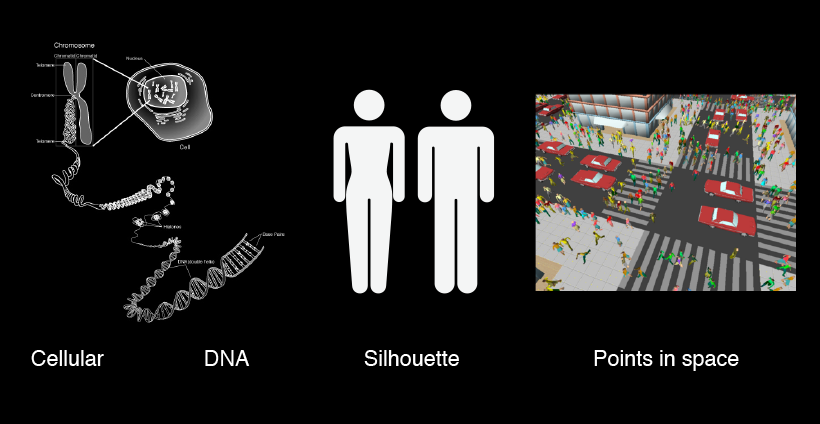 Chromosome
Chromatid Chromatid
Telomere
Centromere
Telomere
Nucleus
Cell
Histones
Base Pairs
DNA(double helix)
Cellular
DNA
Silhouette
Points in space